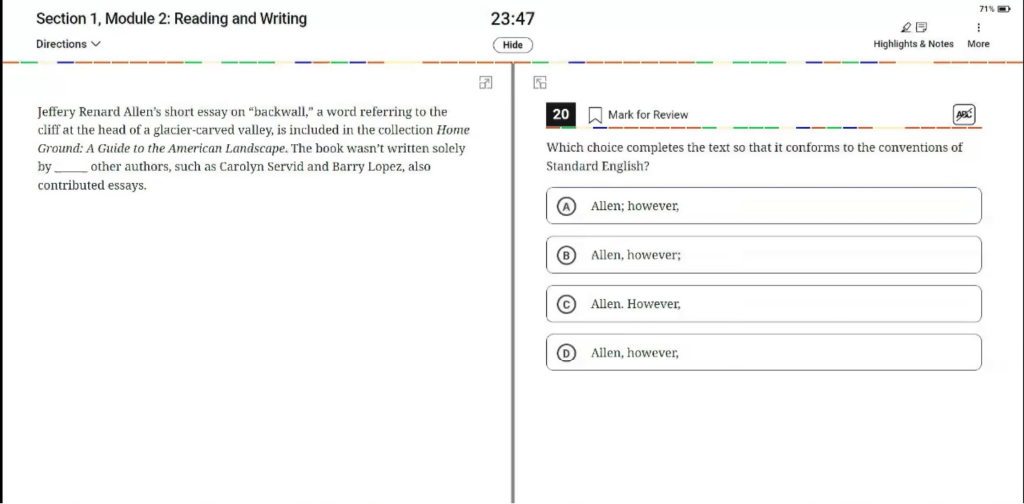 71%
Section 1, Module 2: Reading and Writing
23:47
Directions
Hide
Highlights & Notes
More
Jeffery Renard Allen's short essay on "backwall," a word referring to the
cliff at the head of a glacier-carved valley, is included in the collection Home
Ground: A Guide to the American Landscape. The book wasn't written solely
by ______ other authors, such as Carolyn Servid and Barry Lopez, also
contributed essays.
20
Mark for Review
ABC
Which choice completes the text so that it conforms to the conventions of
Standard English?
A Allen; however,
B Allen, however;
C Allen. However,
D Allen, however,